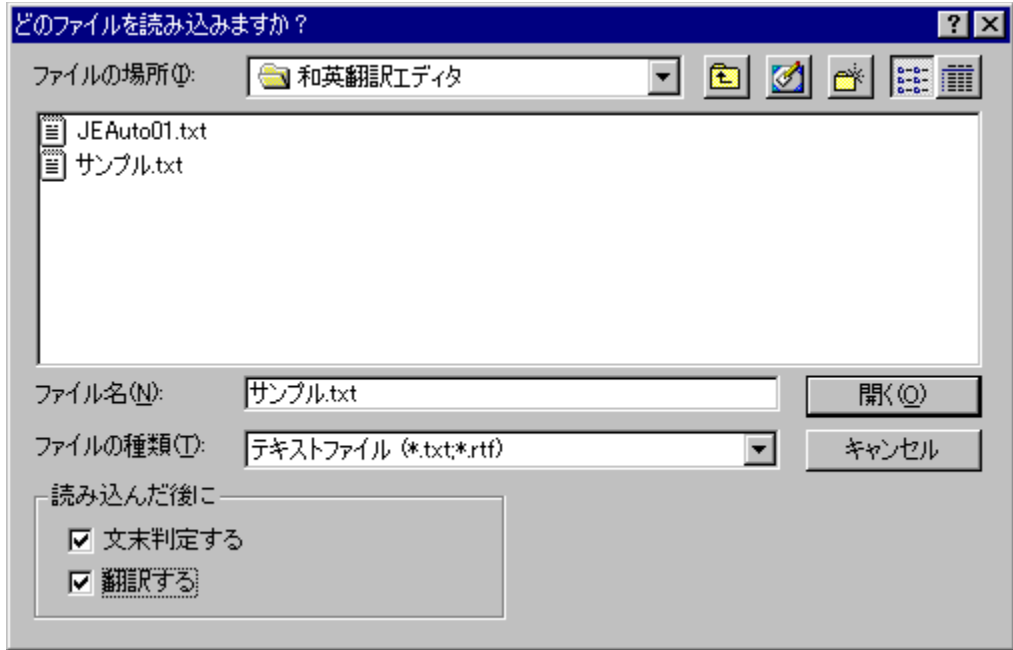 どのファイルを読み込みますか？
ファイルの場所(I):
和英翻訳エディタ
JEAuto01.txt
サンプル.txt
ファイル名(N):
サンプル.txt
開く(O)
ファイルの種類(T):
テキストファイル (*.txt;*.rtf)
キャンセル
読み込んだ後に
文末判定する
翻訳する